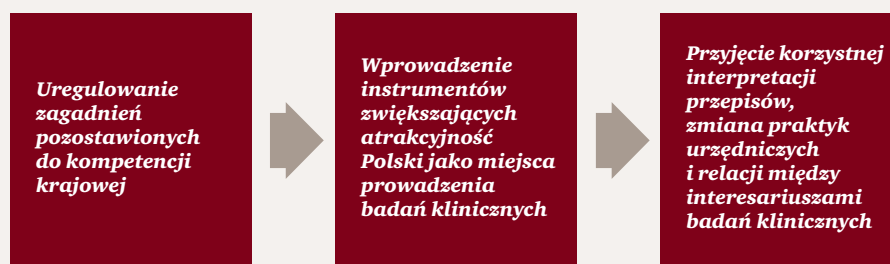 Uregulowanie
zagadnień
pozostawionych
do kompetencji
krajowej
Wprowadzenie
instrumentów
zwiększających
atrakcyjność
Polski jako miejsca
prowadzenia
badań klinicznych
Przyjęcie korzystnej
interpretacji
przepisów,
zmiana praktyk
urzędniczych
i relacji między
interesariuszami
badań klinicznych